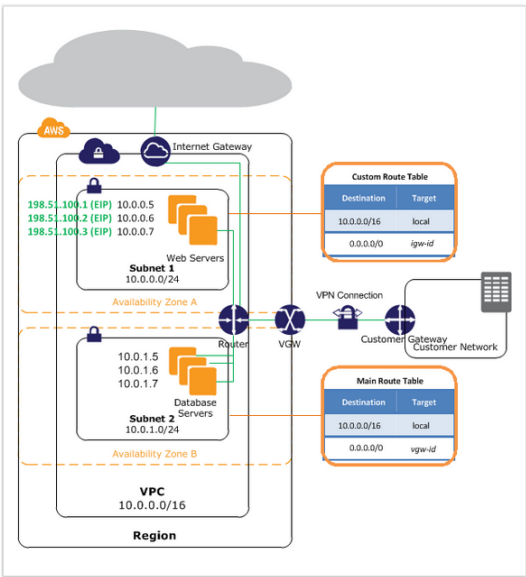 AWS
Internet Gateway
198.51.100.1 (EIP) 10.0.0.5
198.51.100.2 (EIP) 10.0.0.6
198.51.100.3 (EIP) 10.0.0.7
Web Servers
Subnet 1
10.0.0.0/24
Availability Zone A
Custom Route Table
Destination Target
10.0.0.0/16 local
0.0.0.0/0 igw-id
VPN Connection
Router
VGW
Customer Gateway
Customer Network
10.0.1.5
10.0.1.6
10.0.1.7
Database
Servers
Subnet 2
10.0.1.0/24
Availability Zone B
Main Route Table
Destination Target
10.0.0.0/16 local
0.0.0.0/0 vgw-id
VPC
10.0.0.0/16
Region